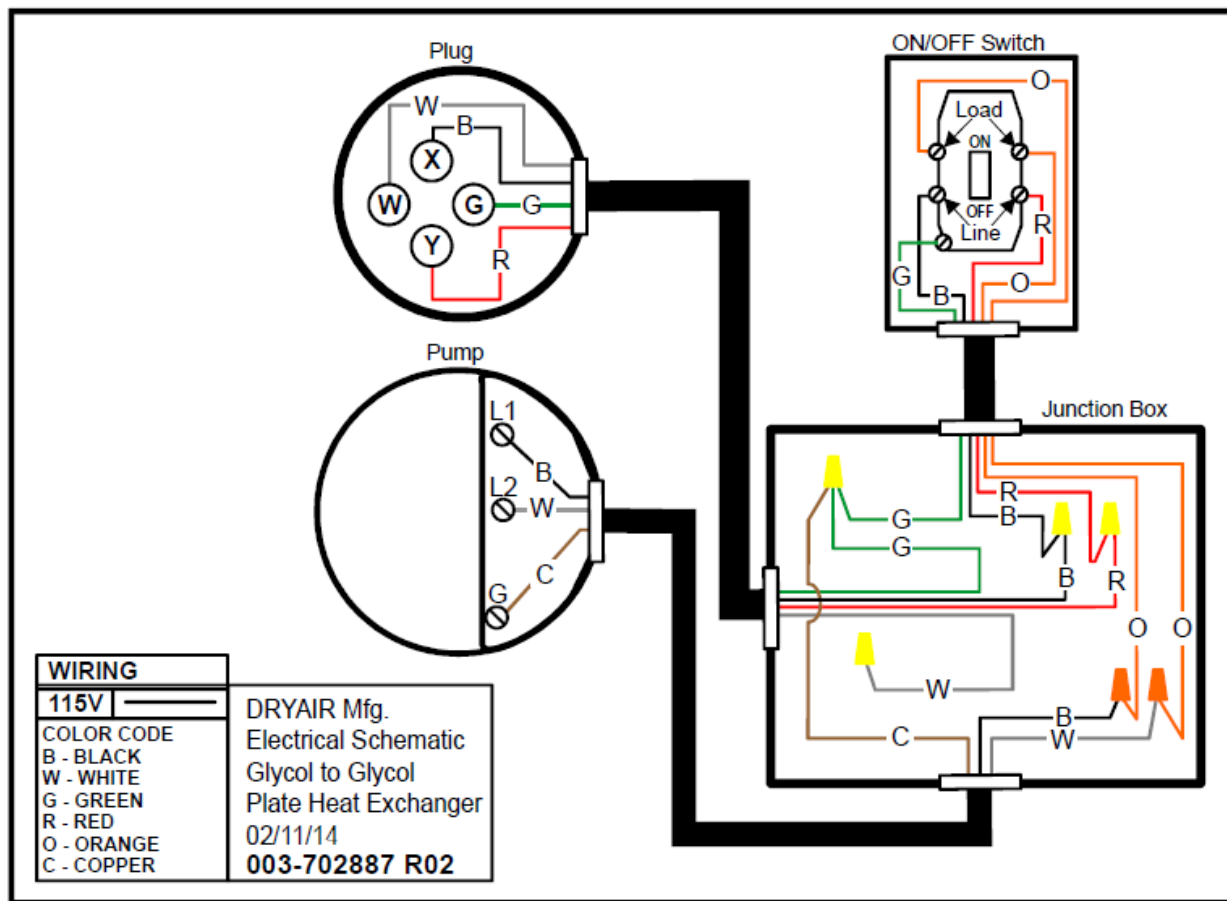 Plug
W
B
X
W
G
G
Y
R
ON/OFF Switch
O
Load
ON
OFF
Line
R
G
B
O
Pump
L1
B
L2
W
C
G
Junction Box
R
G
B
G
B
R
O
O
W
B
W
C
WIRING
115V
COLOR CODE
B - BLACK
W - WHITE
G - GREEN
R - RED
O - ORANGE
C - COPPER
DRYAIR Mfg.
Electrical Schematic
Glycol to Glycol
Plate Heat Exchanger
02/11/14
003-702887 R02